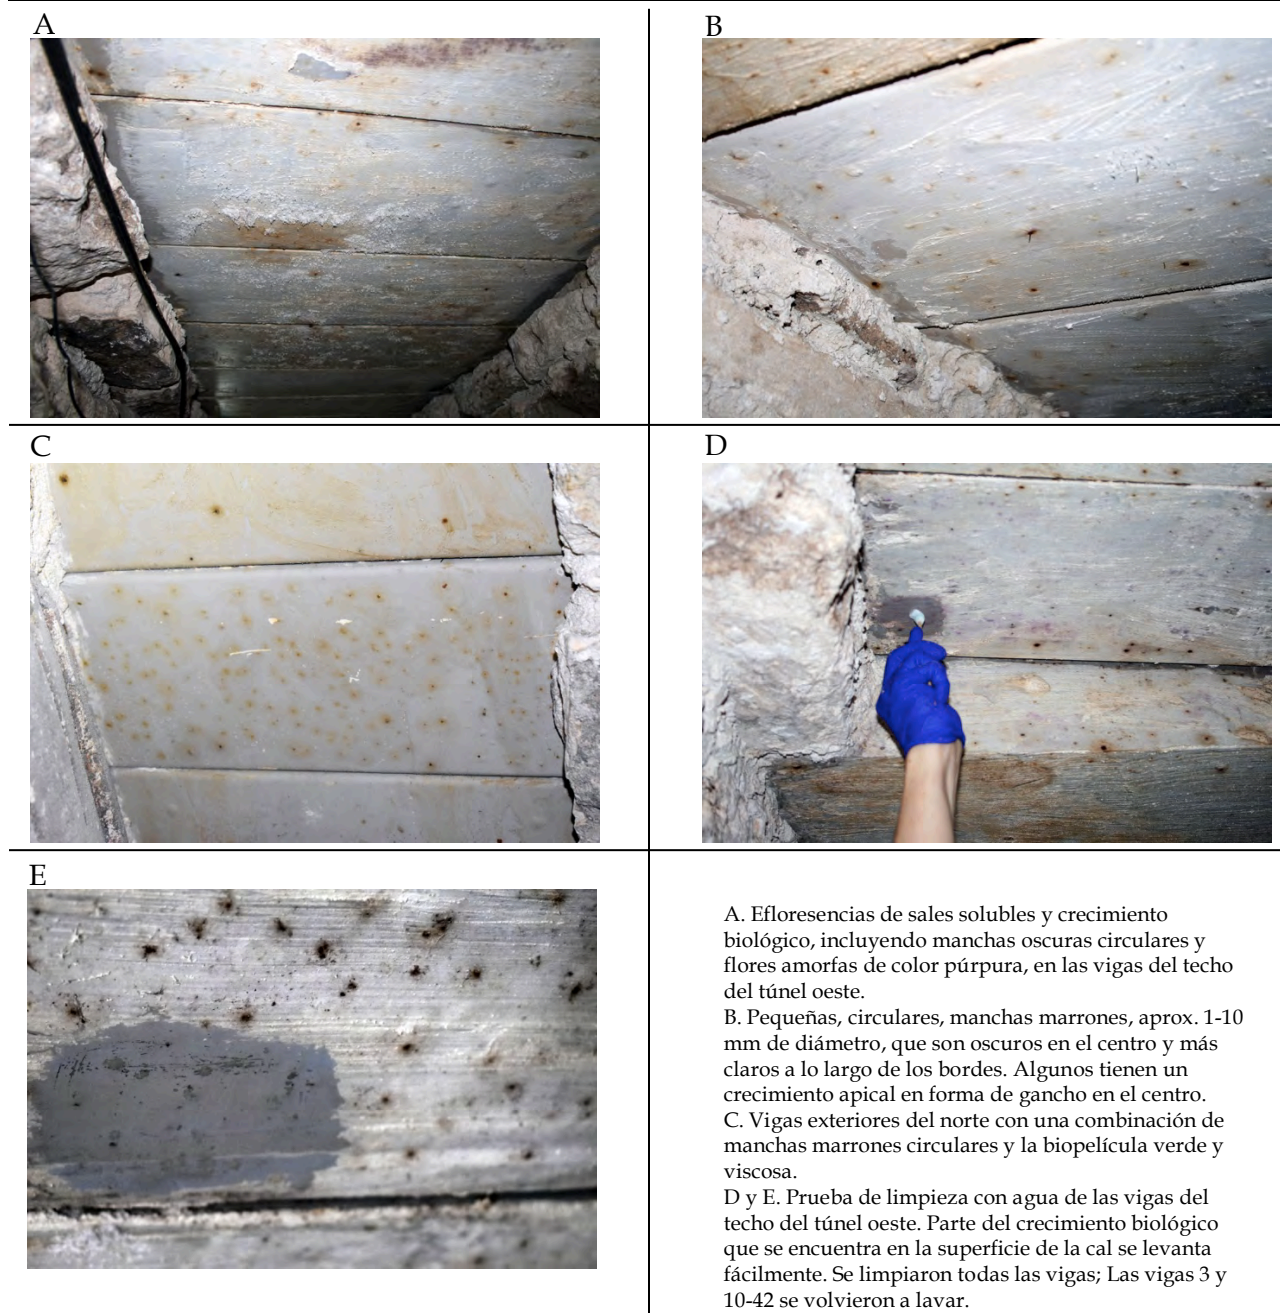 A
B
C
D
E
A. Efloresencias de sales solubles y crecimiento
biológico, incluyendo manchas oscuras circulares y
flores amorfas de color púrpura, en las vigas del techo
del túnel oeste.
B. Pequeñas, circulares, manchas marrones, aprox. 1-10
mm de diámetro, que son oscuros en el centro y más
claros a lo largo de los bordes. Algunos tienen un
crecimiento apical en forma de gancho en el centro.
C. Vigas exteriores del norte con una combinación de
manchas marrones circulares y la biopelícula verde y
viscosa.
D y E. Prueba de limpieza con agua de las vigas del
techo del túnel oeste. Parte del crecimiento biológico
que se encuentra en la superficie de la cal se levanta
fácilmente. Se limpiaron todas las vigas; Las vigas 3 y
10-42 se volvieron a lavar.